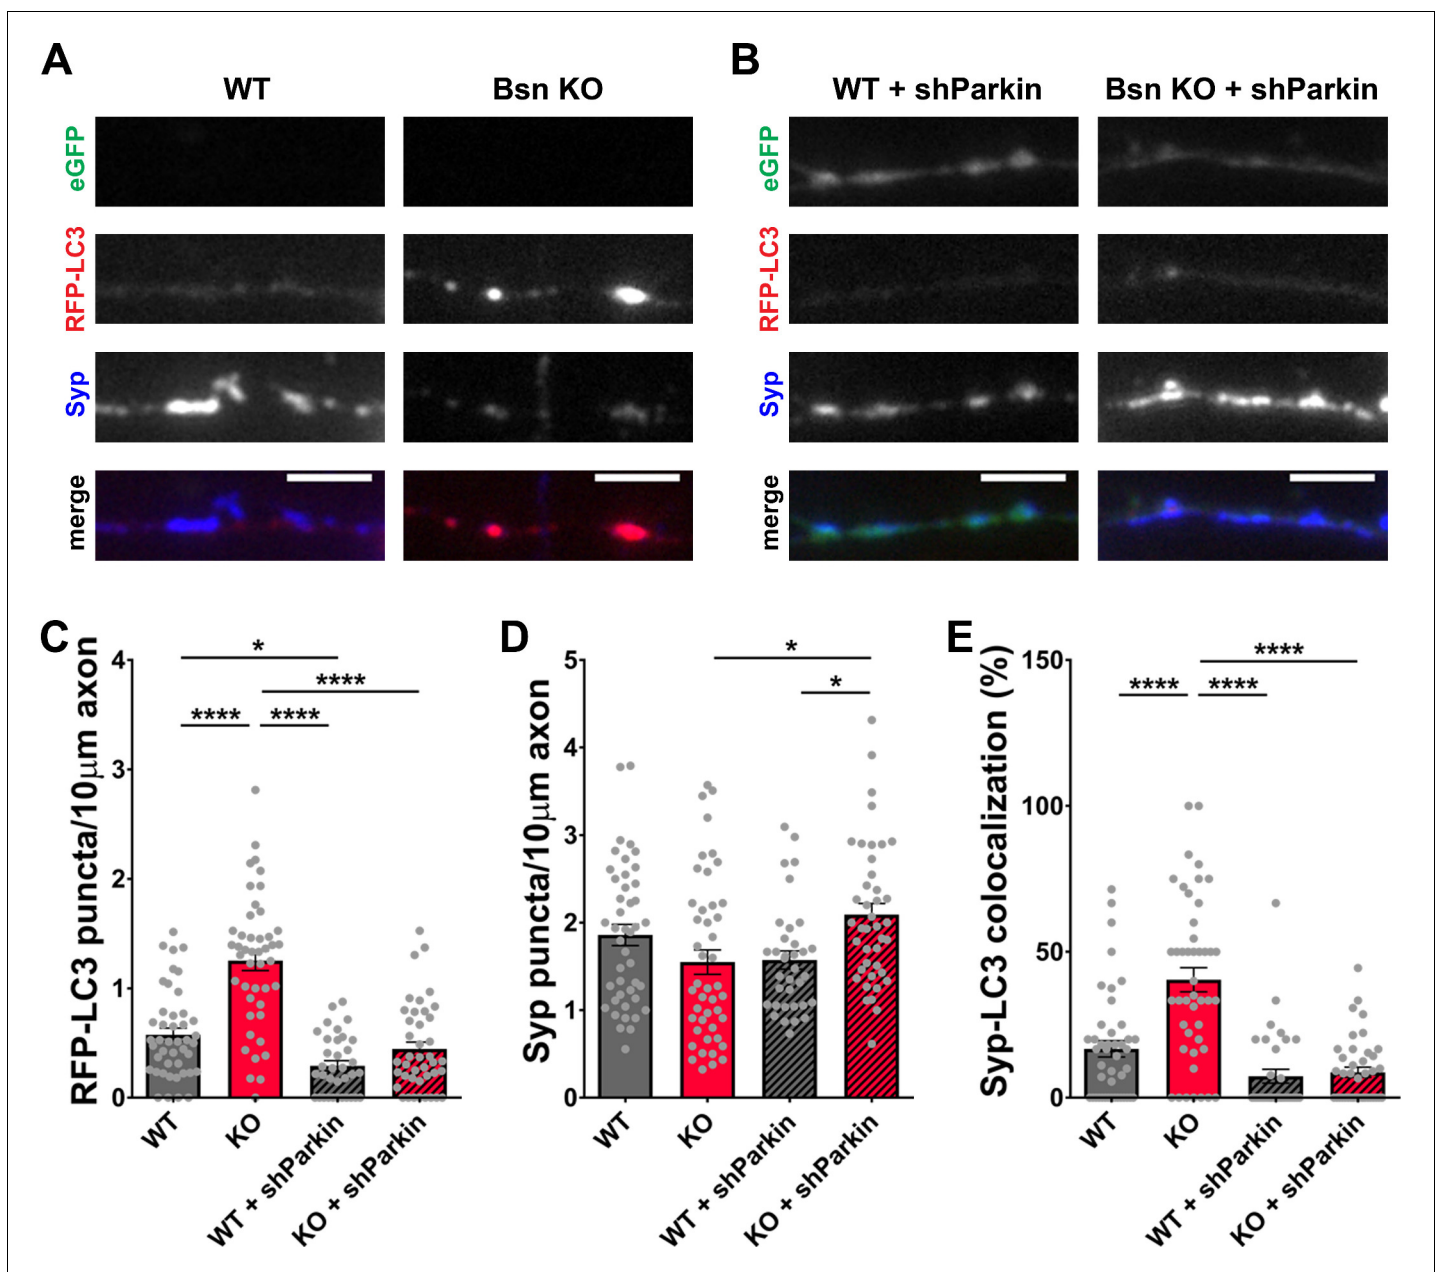 A
WT
Bsn KO
eGFP
RFP-LC3
Syp
merge
B
WT + shParkin
Bsn KO + shParkin
eGFP
RFP-LC3
Syp
merge
C
RFP-LC3 puncta/10µm axon
4
3
2
1
0
*
****
**** ****
WT
KO
WT + shParkin
KO + shParkin
D
Syp puncta/10µm axon
5
4
3
2
1
0
*
*
WT
KO
WT + shParkin
KO + shParkin
E
Syp-LC3 colocalization (%)
150
100
50
0
****
**** ****
WT
KO
WT + shParkin
KO + shParkin